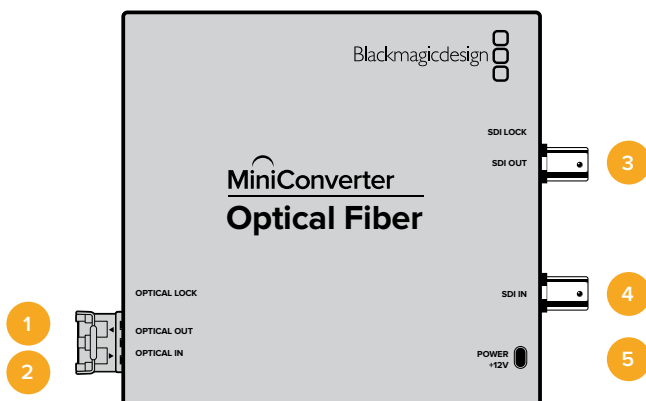 Blackmagicdesign
SDI LOCK
SDI OUT
3
MiniConverter
Optical Fiber
OPTICAL LOCK
SDI IN
4
1
OPTICAL OUT
OPTICAL IN
2
POWER
+12V
5